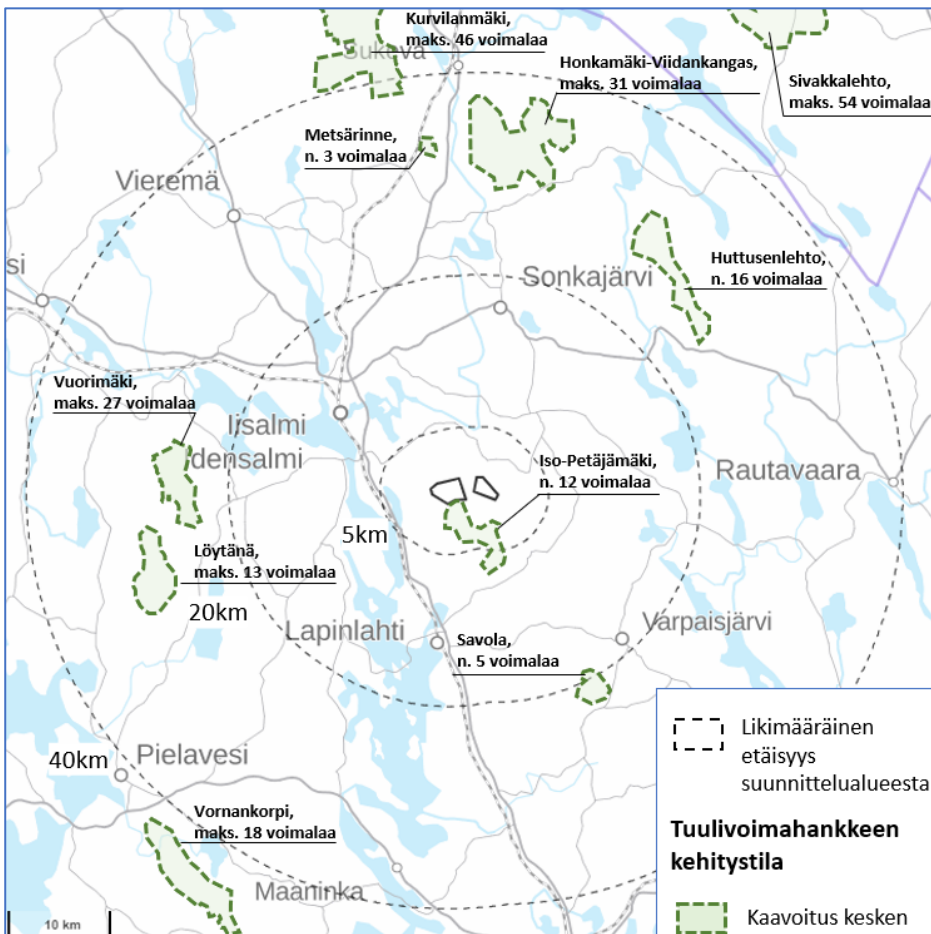 Kurvilanmäki,
maks. 46 voimalaa
Sukeva
Honkamäki-Viidankangas,
maks. 31 voimalaa
Sivakkalehto,
maks. 54 voimalaa
Metsärinne,
n. 3 voimalaa
Vieremä
Huttusenlehto,
n. 16 voimalaa
si
Sonkajärvi
Vuorimäki,
maks. 27 voimalaa
Iisalmi
densalmi
Iso-Petäjämäki,
n. 12 voimalaa
Rautavaara
5km
Löytänä,
maks. 13 voimalaa
20km
Lapinlahti
Varpaisjärvi
Savola,
n. 5 voimalaa
40km
Pielavesi
Vornankorpi,
maks. 18 voimalaa
Maaninka
10 km
Likimääräinen
etäisyys
suunnittelualueesta
Tuulivoimahankkeen
kehitystila
Kaavoitus kesken